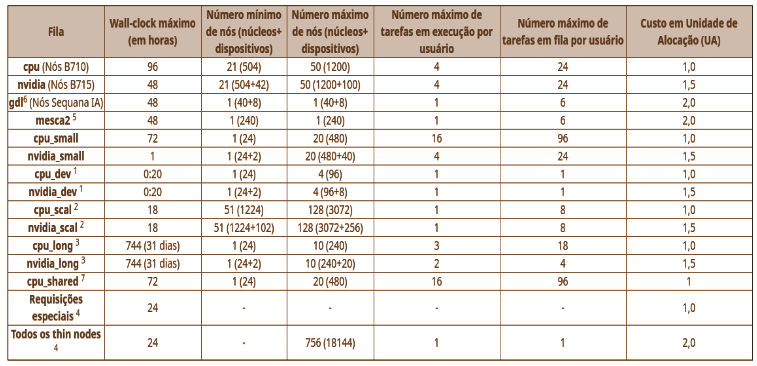 Fila | Wall-clock máximo (em horas) | Número mínimo de nós (núcleos+ dispositivos) | Número máximo de nós (núcleos+ dispositivos) | Número máximo de tarefas em execução por usuário | Número máximo de tarefas em fila por usuário | Custo em Unidade de Alocação (UA)
cpu (Nós B710) | 96 | 21 (504) | 50 (1200) | 4 | 24 | 1,0
nvidia (Nós B715) | 48 | 21 (504+42) | 50 (1200+100) | 4 | 24 | 1,5
gdl⁶ (Nós Sequana IA) | 48 | 1 (40+8) | 1 (40+8) | 1 | 6 | 2,0
mesca2 ⁵ | 48 | 1 (240) | 1 (240) | 1 | 6 | 2,0
cpu_small | 72 | 1 (24) | 20 (480) | 16 | 96 | 1,0
nvidia_small | 1 | 1 (24+2) | 20 (480+40) | 4 | 24 | 1,5
cpu_dev ¹ | 0:20 | 1 (24) | 4 (96) | 1 | 1 | 1,0
nvidia_dev ¹ | 0:20 | 1 (24+2) | 4 (96+8) | 1 | 1 | 1,5
cpu_scal ² | 18 | 51 (1224) | 128 (3072) | 1 | 8 | 1,0
nvidia_scal ² | 18 | 51 (1224+102) | 128 (3072+256) | 1 | 8 | 1,5
cpu_long ³ | 744 (31 dias) | 1 (24) | 10 (240) | 3 | 18 | 1,0
nvidia_long ³ | 744 (31 dias) | 1 (24+2) | 10 (240+20) | 2 | 4 | 1,5
cpu_shared ⁷ | 72 | 1 (24) | 20 (480) | 16 | 96 | 1
Requisições especiais ⁴ | 24 | - | - | - | - | 1,0
Todos os thin nodes ⁴ | 24 | - | 756 (18144) | 1 | 1 | 2,0